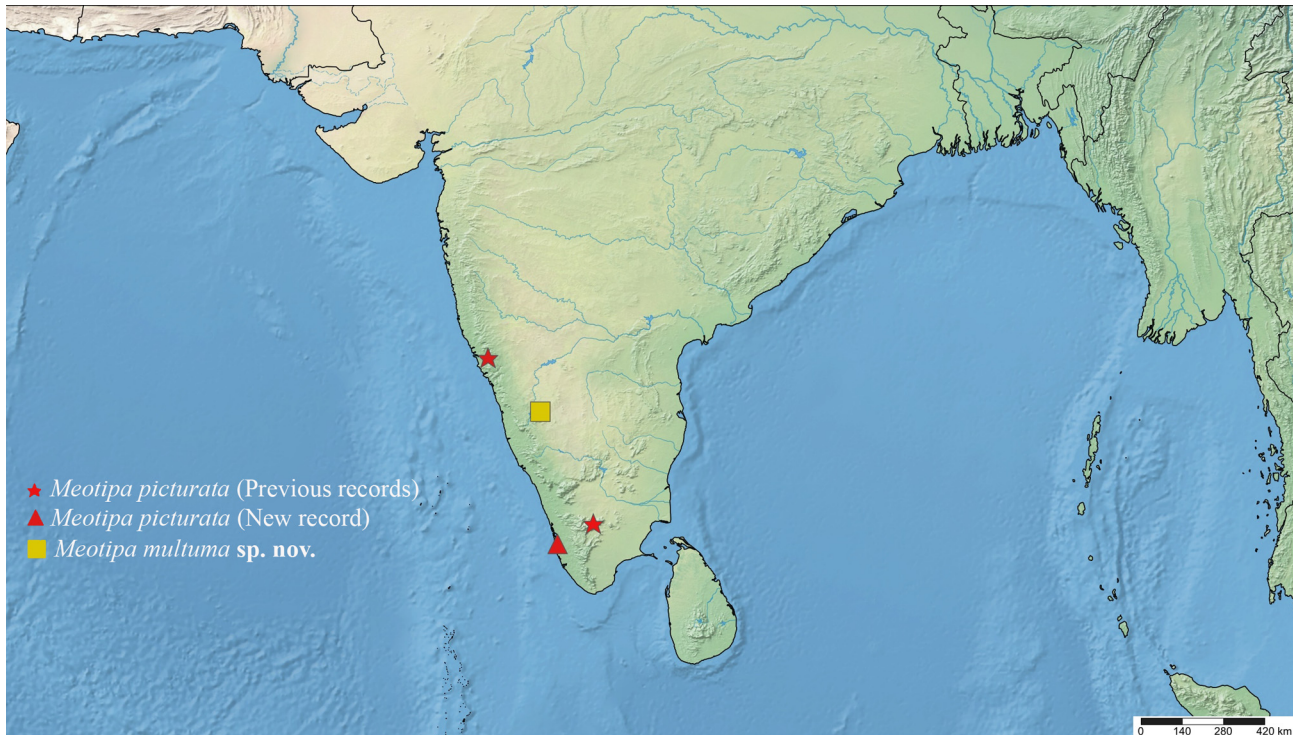 Meotipa picturata (Previous records)
Meotipa picturata (New record)
Meotipa multuma sp. nov.
0 140 280 420 km